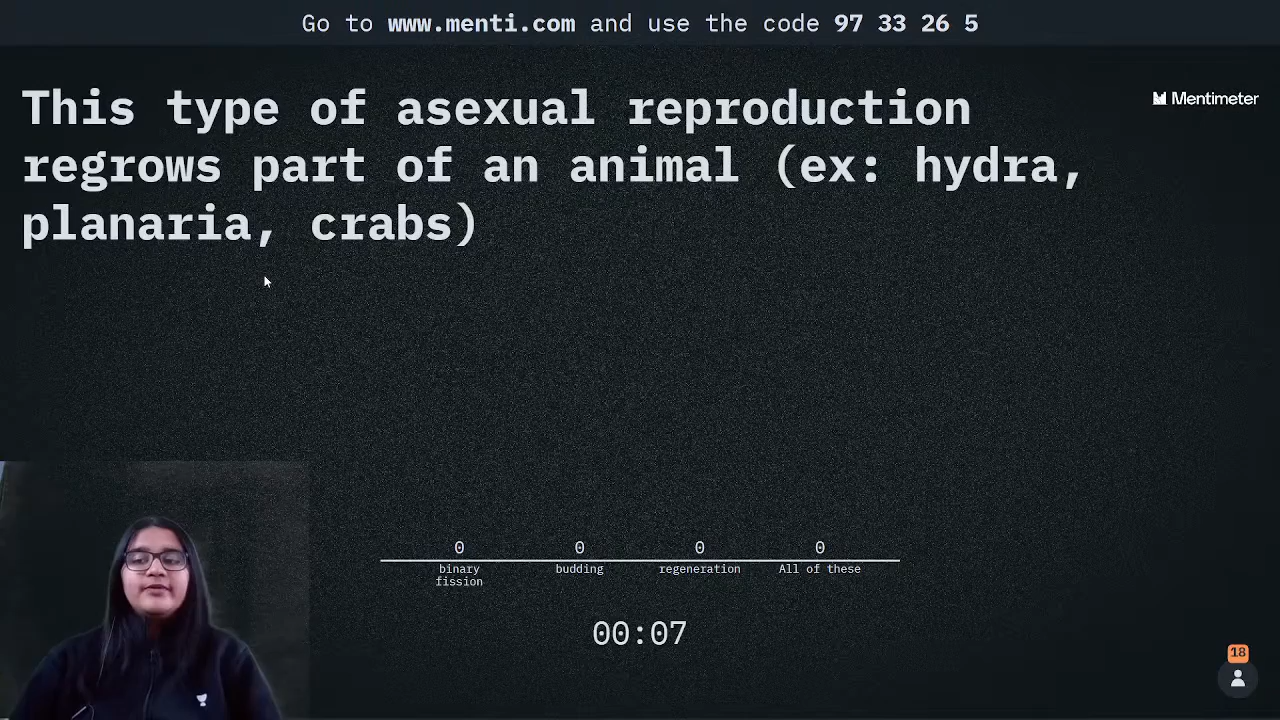 Go to www.menti.com and use the code 97 33 26 5
This type of asexual reproduction
regrows part of an animal (ex: hydra,
planaria, crabs)
Mentimeter
0 0 0 0
binary fission
budding
regeneration
All of these
00:07
18